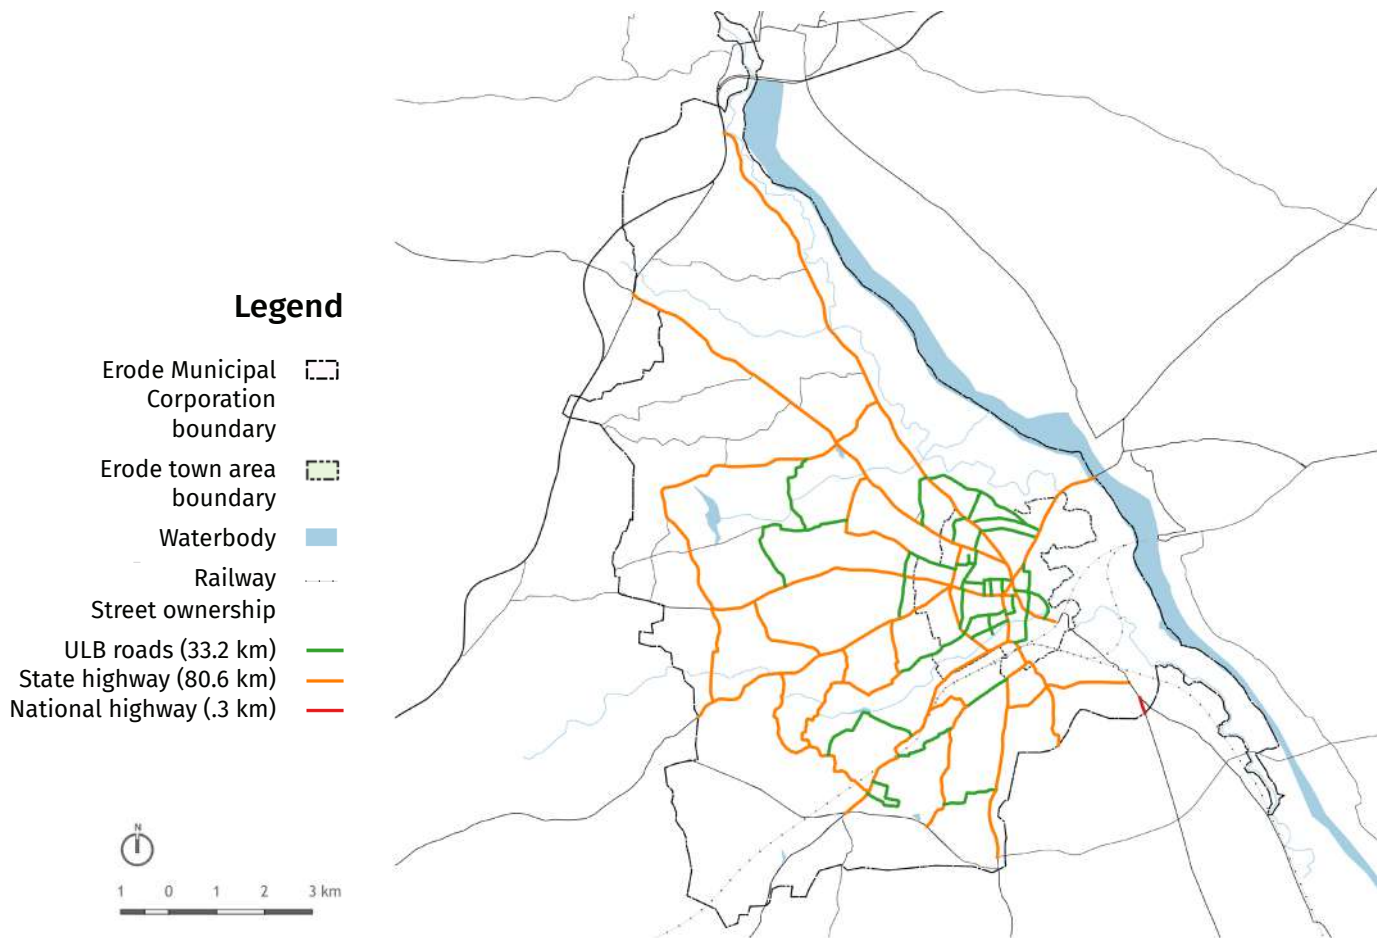 Legend
Erode Municipal
Corporation
boundary
Erode town area
boundary
Waterbody
Railway
Street ownership
ULB roads (33.2 km)
State highway (80.6 km)
National highway (.3 km)
N
1 0 1 2 3 km